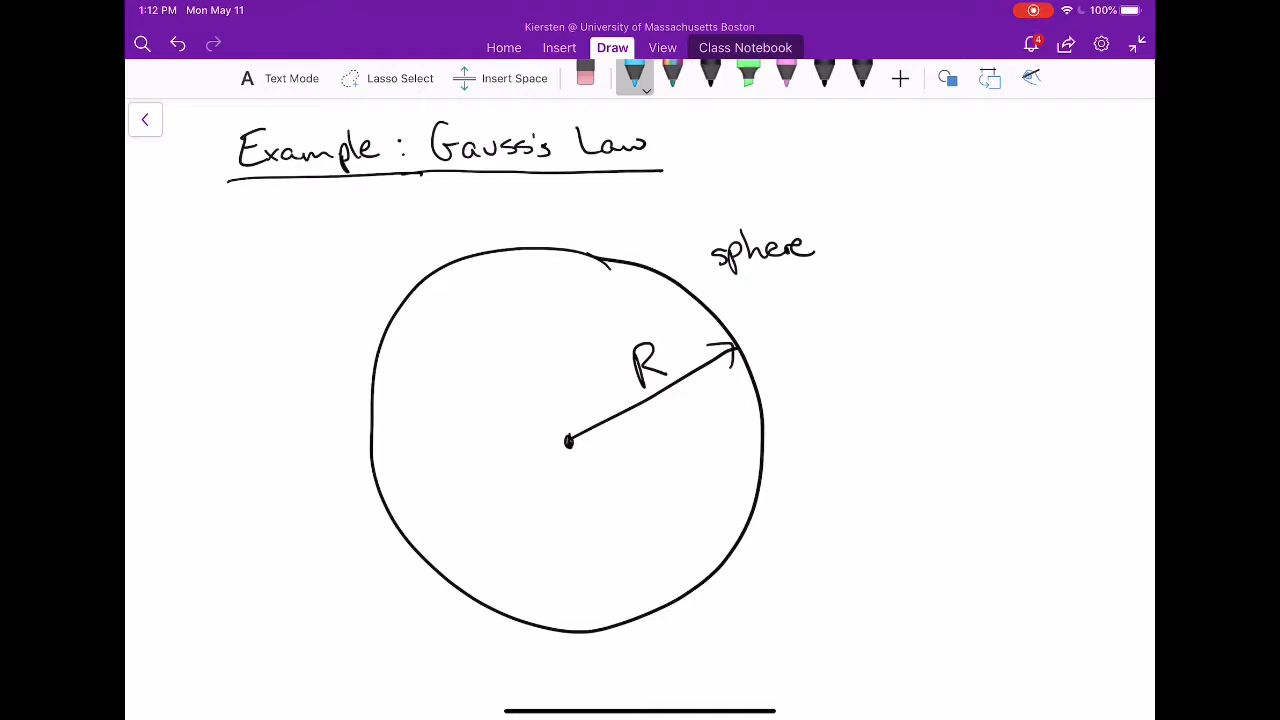 1:12 PM Mon May 11
100%
Kiersten @ University of Massachusetts Boston
Home Insert Draw View Class Notebook
4
A Text Mode Lasso Select Insert Space
Example: Gauss's Law
sphere
R